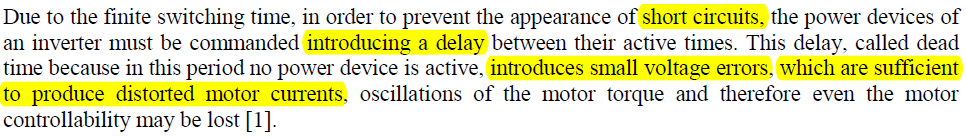 Due to the finite switching time, in order to prevent the appearance of short circuits, the power devices of
an inverter must be commanded introducing a delay between their active times. This delay, called dead
time because in this period no power device is active, introduces small voltage errors, which are sufficient
to produce distorted motor currents, oscillations of the motor torque and therefore even the motor
controllability may be lost [1].